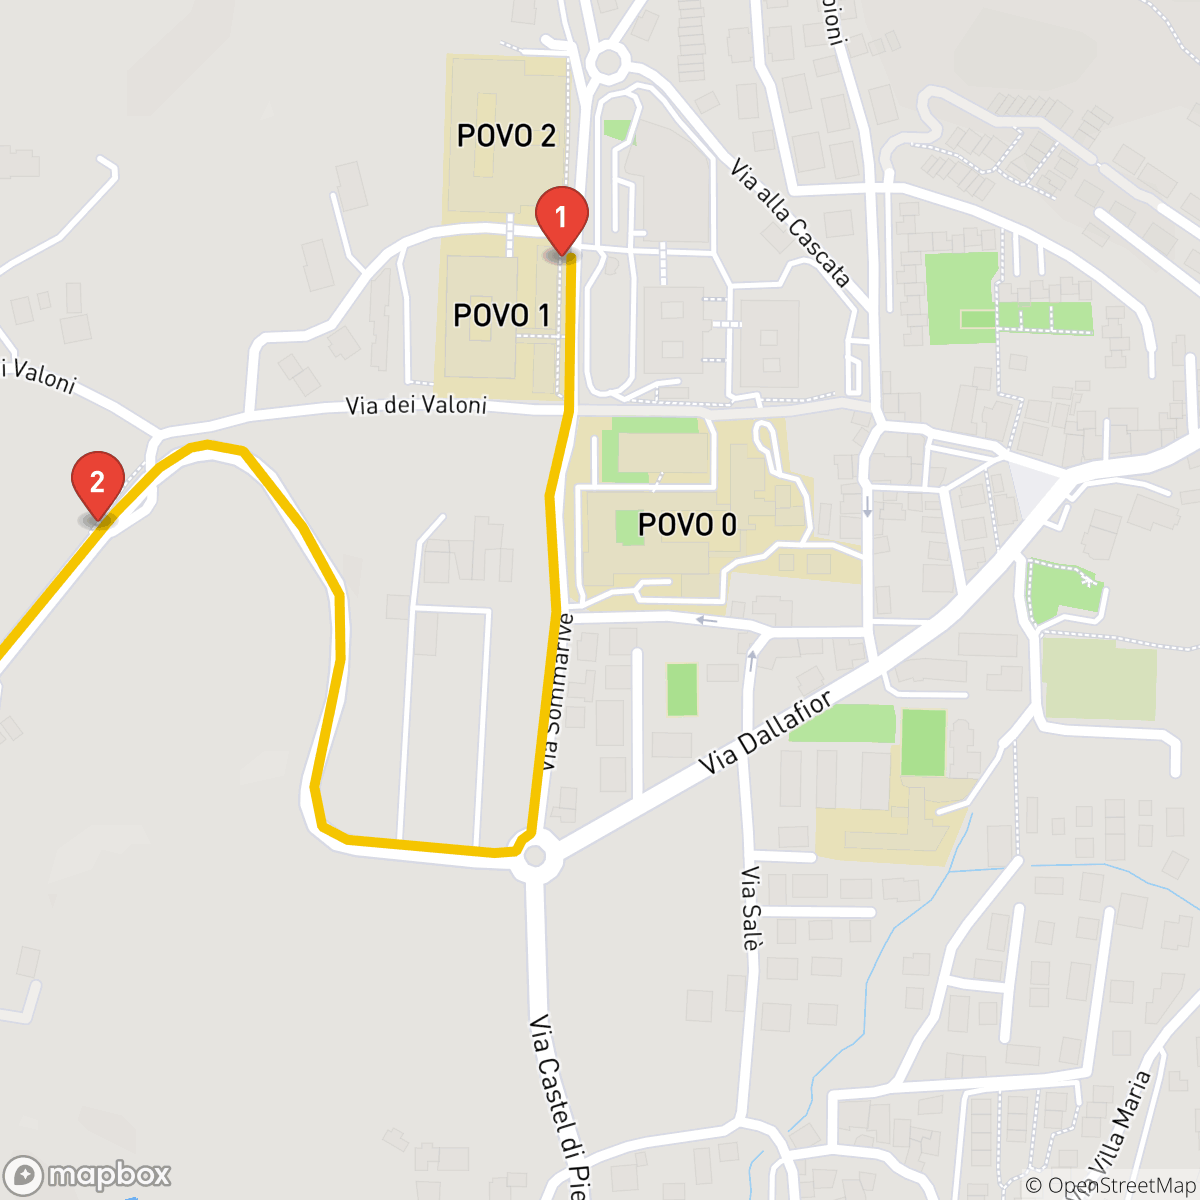 bioni
POVO 2
Via alla Cascata
1
POVO 1
i Valoni
Via dei Valoni
2
POVO 0
Via Sommarive
Via Dallafior
Via Salè
Via Castel di Pie
Villa Maria
mapbox
© OpenStreetMap